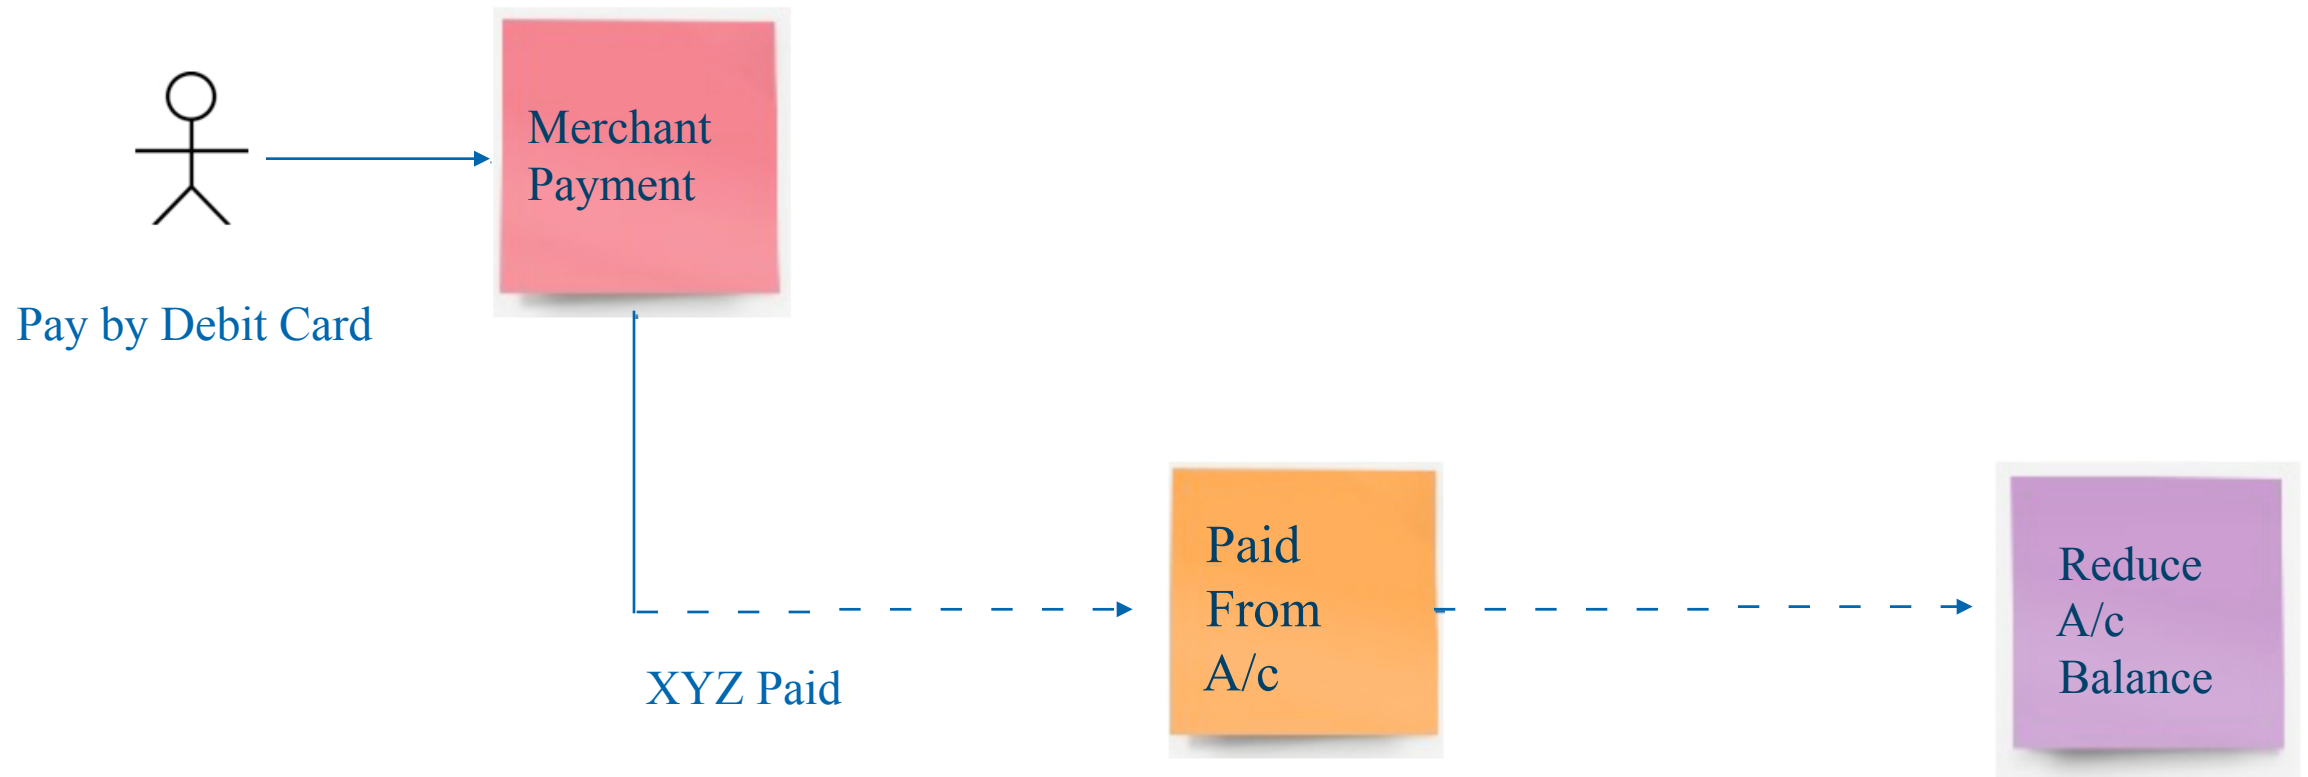 Merchant
Payment
Pay by Debit Card
XYZ Paid
Paid
From
A/c
Reduce
A/c
Balance